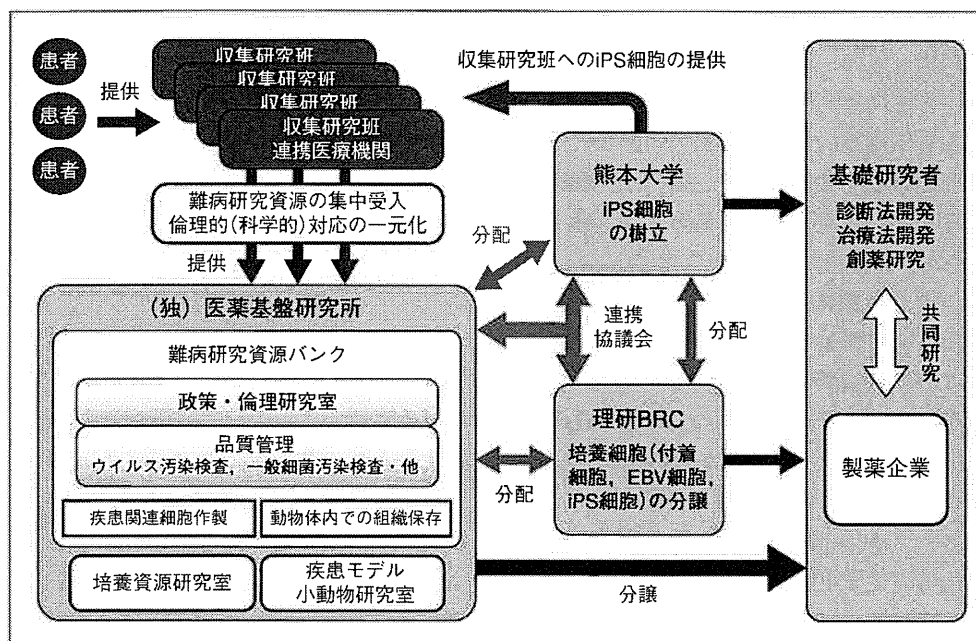 患者
患者
患者
提供
収集研究班
収集研究班
収集研究班
収集研究班
連携医療機関
収集研究班へのiPS細胞の提供
難病研究資源の集中受入
倫理的(科学的)対応の一元化
提供
熊本大学
iPS細胞
の樹立
分配
連携
協議会
分配
基礎研究者
診断法開発
治療法開発
創薬研究
共同研究
製薬企業
(独)医薬基盤研究所
難病研究資源バンク
政策・倫理研究室
品質管理
ウイルス汚染検査,一般細菌汚染検査・他
疾患関連細胞作製
動物体内での組織保存
培養資源研究室
疾患モデル
小動物研究室
分配
理研BRC
培養細胞(付着
細胞,EBV細胞,
iPS細胞)の分譲
分譲